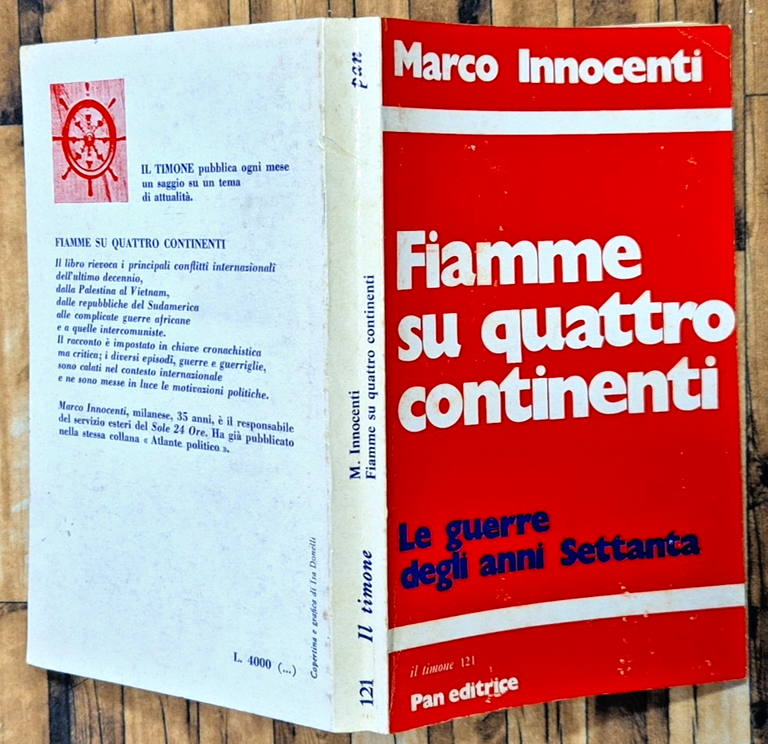 IL TIMONE pubblica ogni mese
un saggio su un tema
di attualità.
FIAMME SU QUATTRO CONTINENTI
Il libro rievoca i principali conflitti internazionali
dell'ultimo decennio,
dalla Palestina al Vietnam,
dalle repubbliche del Sudamerica
alle complicate guerre africane
e a quelle intercomuniste.
Il racconto è impostato in chiave cronachistica
ma critica; i diversi episodi, guerre e guerriglie,
sono calati nel contesto internazionale
e ne sono messe in luce le motivazioni politiche.
Marco Innocenti, milanese, 35 anni, è il responsabile
del servizio esteri del Sole 24 Ore. Ha già pubblicato
nella stessa collana « Atlante politico ».
Copertina e grafica di Isa Donelli
L. 4000 (...)
pan
M. Innocenti
Fiamme su quattro continenti
Il timone
121
Marco Innocenti
Fiamme
su quattro
continenti
Le guerre
degli anni Settanta
il timone 121
Pan editrice